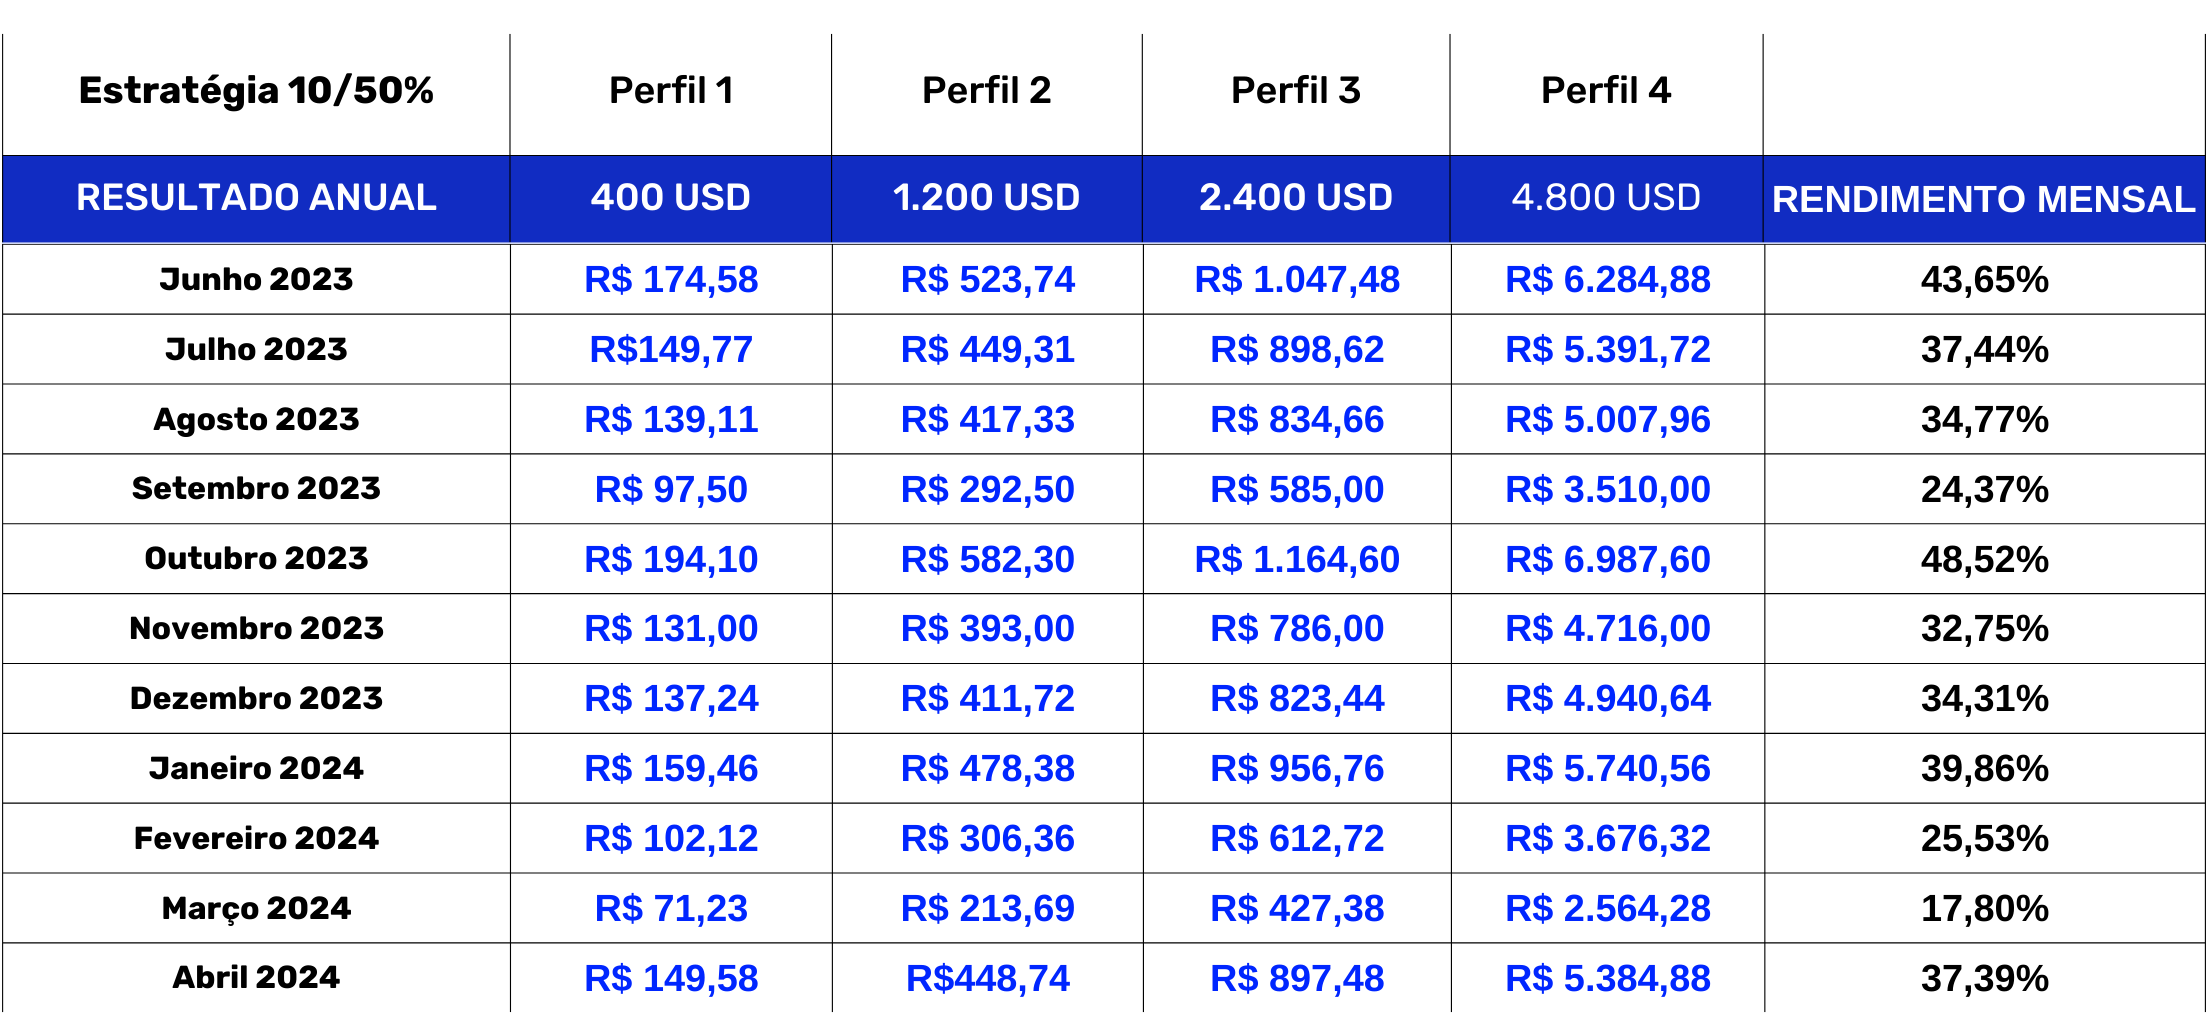 Estratégia 10/50% Perfil 1 Perfil 2 Perfil 3 Perfil 4
RESULTADO ANUAL 400 USD 1.200 USD 2.400 USD 4.800 USD RENDIMENTO MENSAL
Junho 2023 R$ 174,58 R$ 523,74 R$ 1.047,48 R$ 6.284,88 43,65%
Julho 2023 R$149,77 R$ 449,31 R$ 898,62 R$ 5.391,72 37,44%
Agosto 2023 R$ 139,11 R$ 417,33 R$ 834,66 R$ 5.007,96 34,77%
Setembro 2023 R$ 97,50 R$ 292,50 R$ 585,00 R$ 3.510,00 24,37%
Outubro 2023 R$ 194,10 R$ 582,30 R$ 1.164,60 R$ 6.987,60 48,52%
Novembro 2023 R$ 131,00 R$ 393,00 R$ 786,00 R$ 4.716,00 32,75%
Dezembro 2023 R$ 137,24 R$ 411,72 R$ 823,44 R$ 4.940,64 34,31%
Janeiro 2024 R$ 159,46 R$ 478,38 R$ 956,76 R$ 5.740,56 39,86%
Fevereiro 2024 R$ 102,12 R$ 306,36 R$ 612,72 R$ 3.676,32 25,53%
Março 2024 R$ 71,23 R$ 213,69 R$ 427,38 R$ 2.564,28 17,80%
Abril 2024 R$ 149,58 R$448,74 R$ 897,48 R$ 5.384,88 37,39%